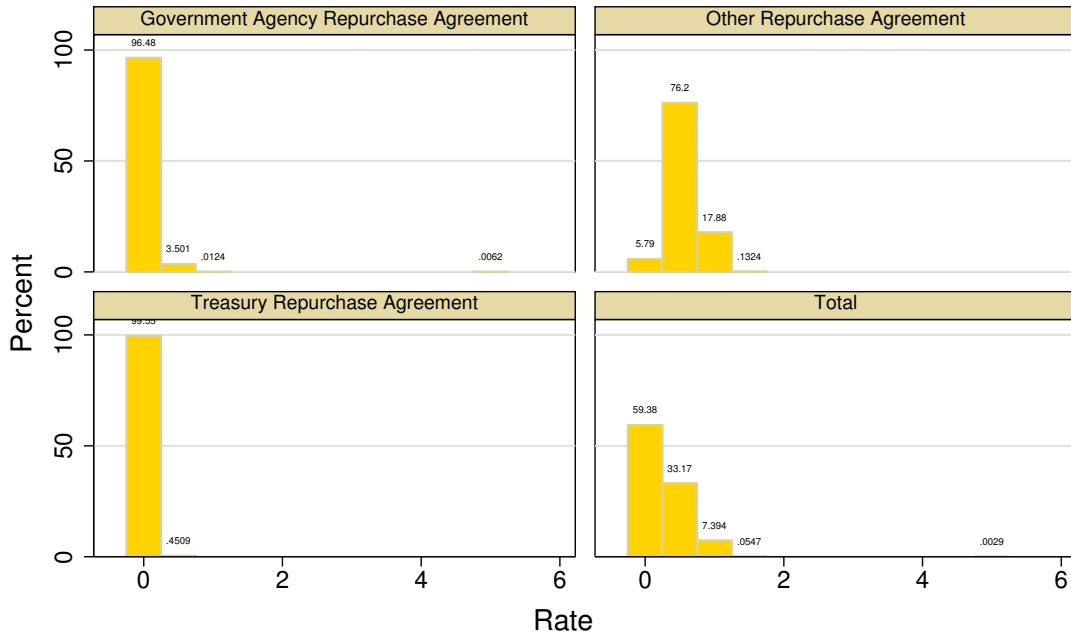 Government Agency Repurchase Agreement
96.48
3.501
.0124
.0062
Other Repurchase Agreement
5.79
76.2
17.88
.1324
Treasury Repurchase Agreement
99.55
.4509
Total
59.38
33.17
7.394
.0547
.0029
0
50
100
0
50
100
Percent
0 2 4 6
0 2 4 6
Rate